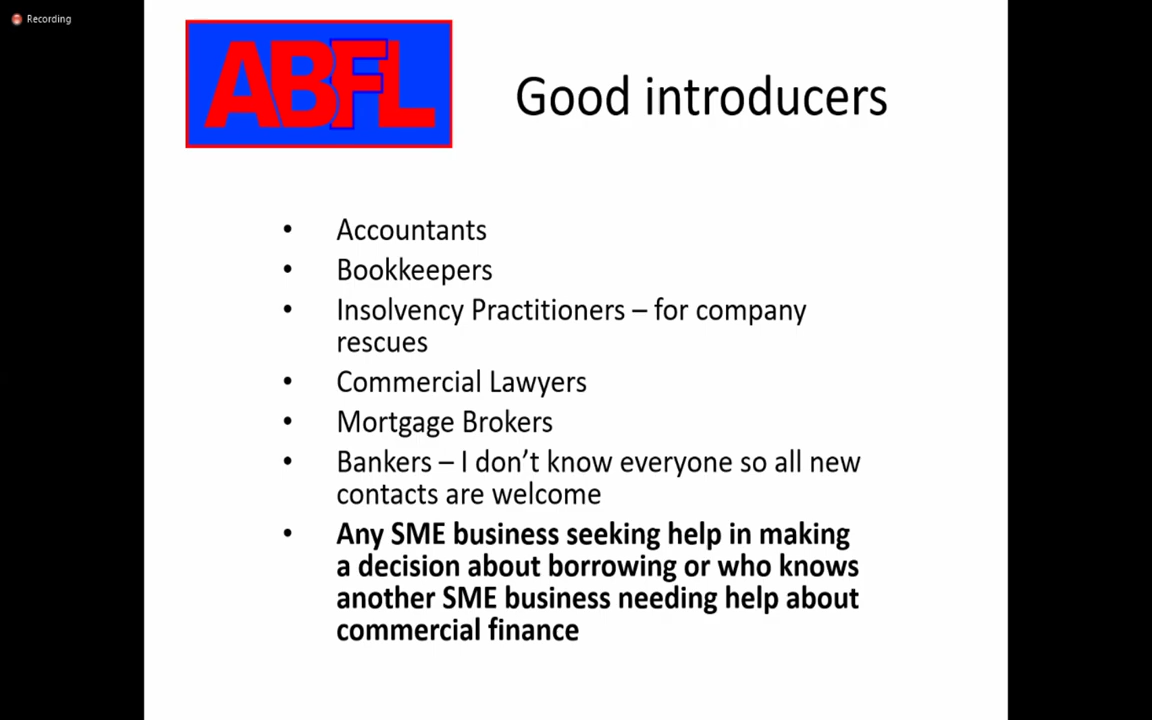 Recording
ABFL
Good introducers
• Accountants
• Bookkeepers
• Insolvency Practitioners – for company
rescues
• Commercial Lawyers
• Mortgage Brokers
• Bankers – I don’t know everyone so all new
contacts are welcome
• Any SME business seeking help in making
a decision about borrowing or who knows
another SME business needing help about
commercial finance